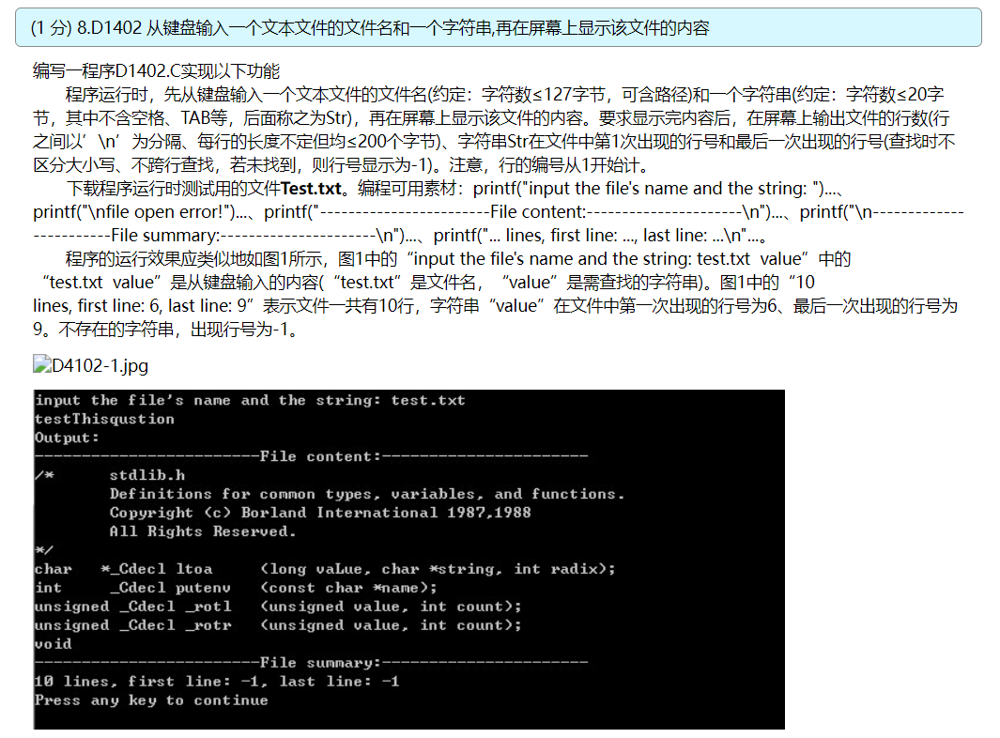 (1 分) 8.D1402 从键盘输入一个文本文件的文件名和一个字符串,再在屏幕上显示该文件的内容
编写一程序D1402.C实现以下功能
程序运行时，先从键盘输入一个文本文件的文件名(约定：字符数≤127字节，可含路径)和一个字符串(约定：字符数≤20字
节，其中不含空格、TAB等，后面称之为Str)，再在屏幕上显示该文件的内容。要求显示完内容后，在屏幕上输出文件的行数(行
之间以’\n’为分隔、每行的长度不定但均≤200个字节)、字符串Str在文件中第1次出现的行号和最后一次出现的行号(查找时不
区分大小写、不跨行查找，若未找到，则行号显示为-1)。注意，行的编号从1开始计。
下载程序运行时测试用的文件Test.txt。编程可用素材：printf("input the file's name and the string: ")...、
printf("\nfile open error!")...、printf("------------------------File content:----------------------\n")...、printf("\n-------------
-----------File summary:----------------------\n")...、printf("... lines, first line: ..., last line: ...\n"...。
程序的运行效果应类似地如图1所示，图1中的“input the file's name and the string: test.txt  value”中的
“test.txt  value”是从键盘输入的内容(“test.txt”是文件名，“value”是需查找的字符串)。图1中的“10
lines, first line: 6, last line: 9”表示文件一共有10行，字符串“value”在文件中第一次出现的行号为6、最后一次出现的行号为
9。不存在的字符串，出现行号为-1。
D4102-1.jpg
input the file's name and the string: test.txt
testThisqustion
Output:
------------------------File content:----------------------
/*      stdlib.h
        Definitions for common types, variables, and functions.
        Copyright (c) Borland International 1987,1988
        All Rights Reserved.
*/
char   *_Cdecl ltoa     (long vaLue, char *string, int radix);
int     _Cdecl putenv   (const char *name);
unsigned _Cdecl _rotl   (unsigned value, int count);
unsigned _Cdecl _rotr   (unsigned value, int count);
void
------------------------File summary:----------------------
10 lines, first line: -1, last line: -1
Press any key to continue